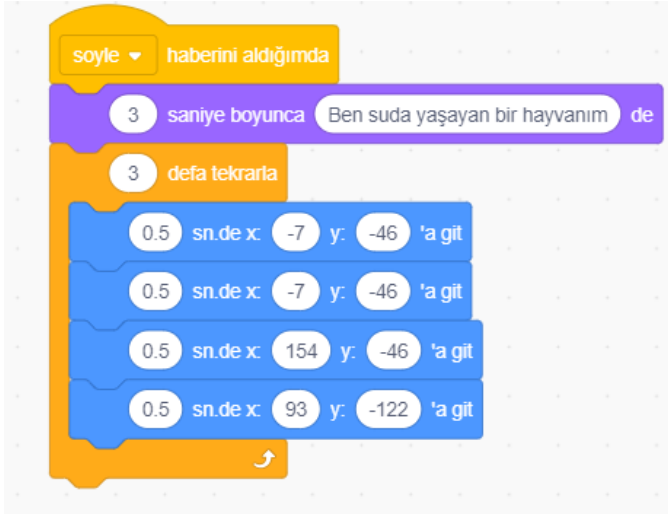 soyle haberini aldığımda
3 saniye boyunca Ben suda yaşayan bir hayvanım de
3 defa tekrarla
0.5 sn.de x: -7 y: -46 'a git
0.5 sn.de x: -7 y: -46 'a git
0.5 sn.de x: 154 y: -46 'a git
0.5 sn.de x: 93 y: -122 'a git